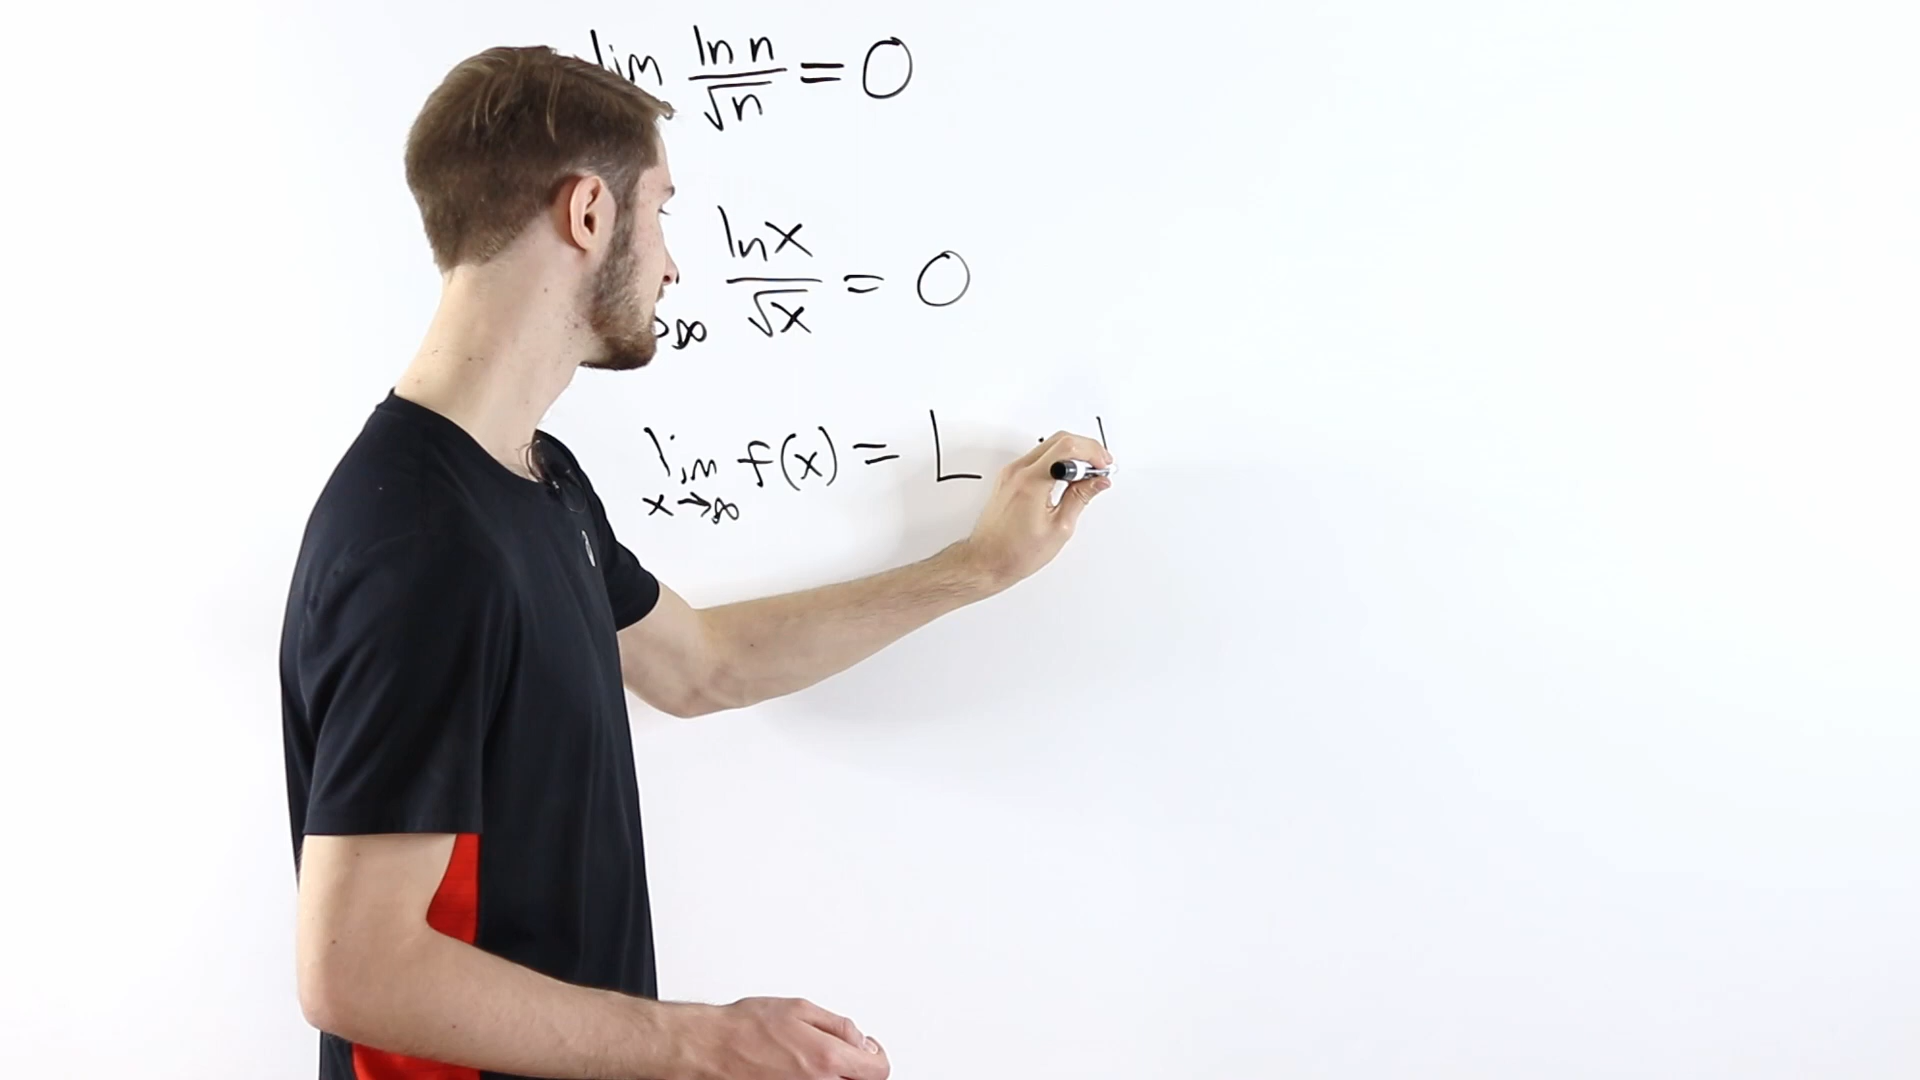 lim ln n / √n = 0
→∞ ln x / √x = 0
lim x→∞ f(x) = L